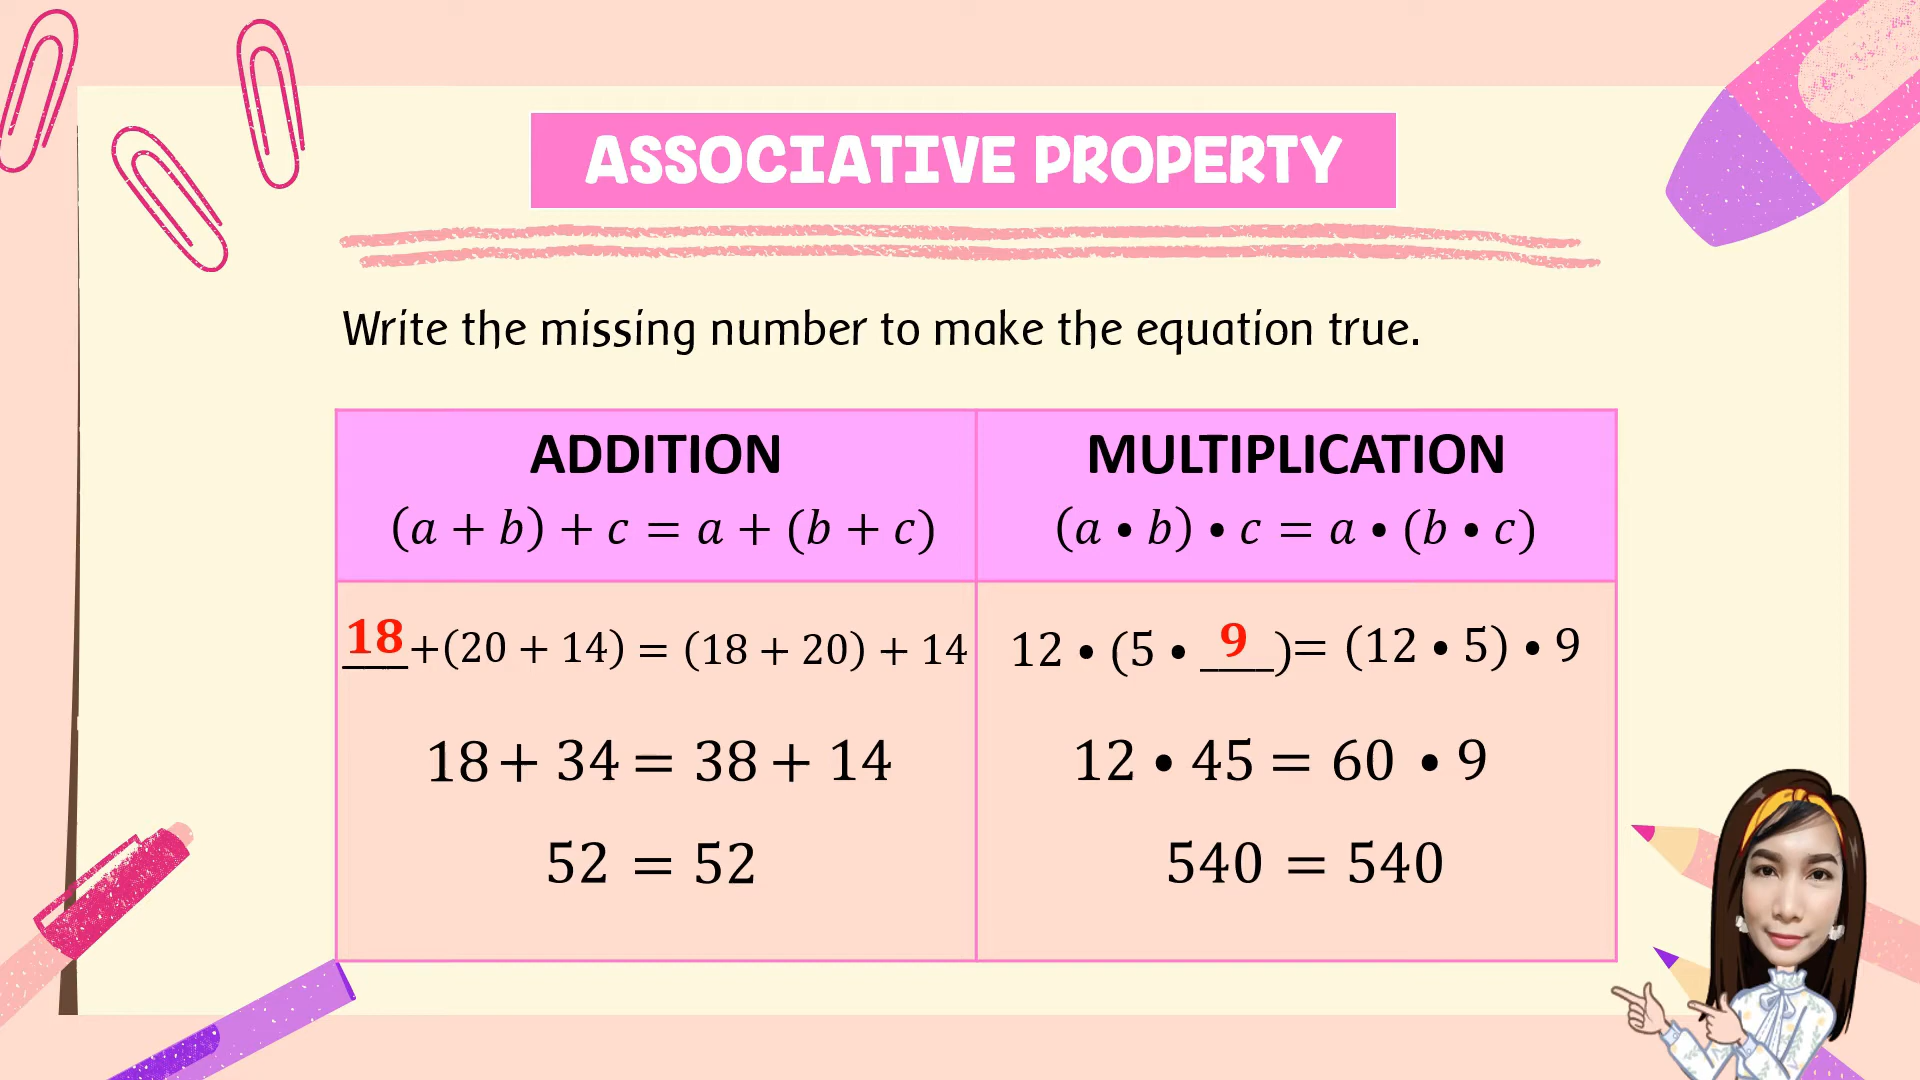 ASSOCIATIVE PROPERTY
Write the missing number to make the equation true.
ADDITION
(a + b) + c = a + (b + c)
18+(20 + 14) = (18 + 20) + 14
18 + 34 = 38 + 14
52 = 52
MULTIPLICATION
(a • b) • c = a • (b • c)
12 • (5 • 9) = (12 • 5) • 9
12 • 45 = 60 • 9
540 = 540